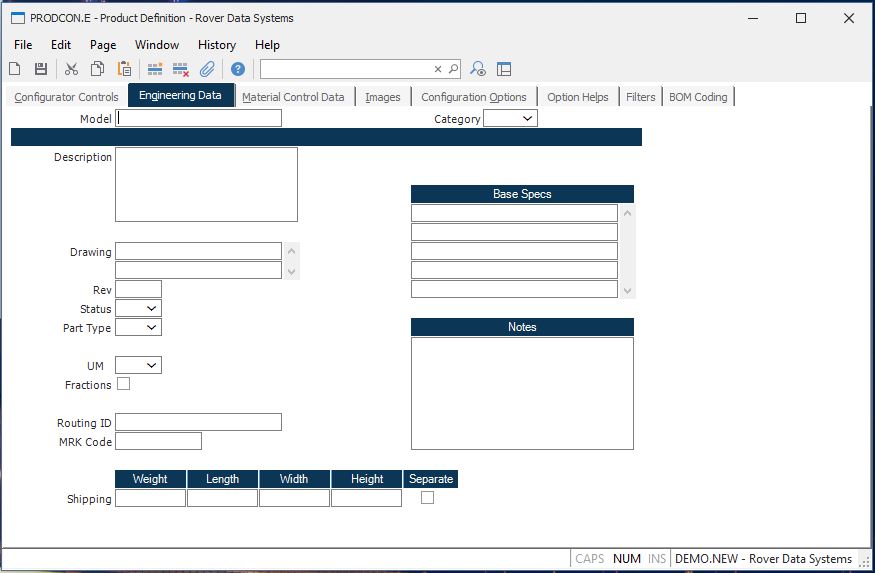 PRODCON.E - Product Definition - Rover Data Systems
File Edit Page Window History Help
Configurator Controls Engineering Data Material Control Data Images Configuration Options Option Helps Filters BOM Coding
Model Category
Description
Base Specs
Drawing
Rev
Status
Part Type
Notes
UM
Fractions
Routing ID
MRK Code
Weight Length Width Height Separate
Shipping
CAPS NUM INS DEMO.NEW - Rover Data Systems